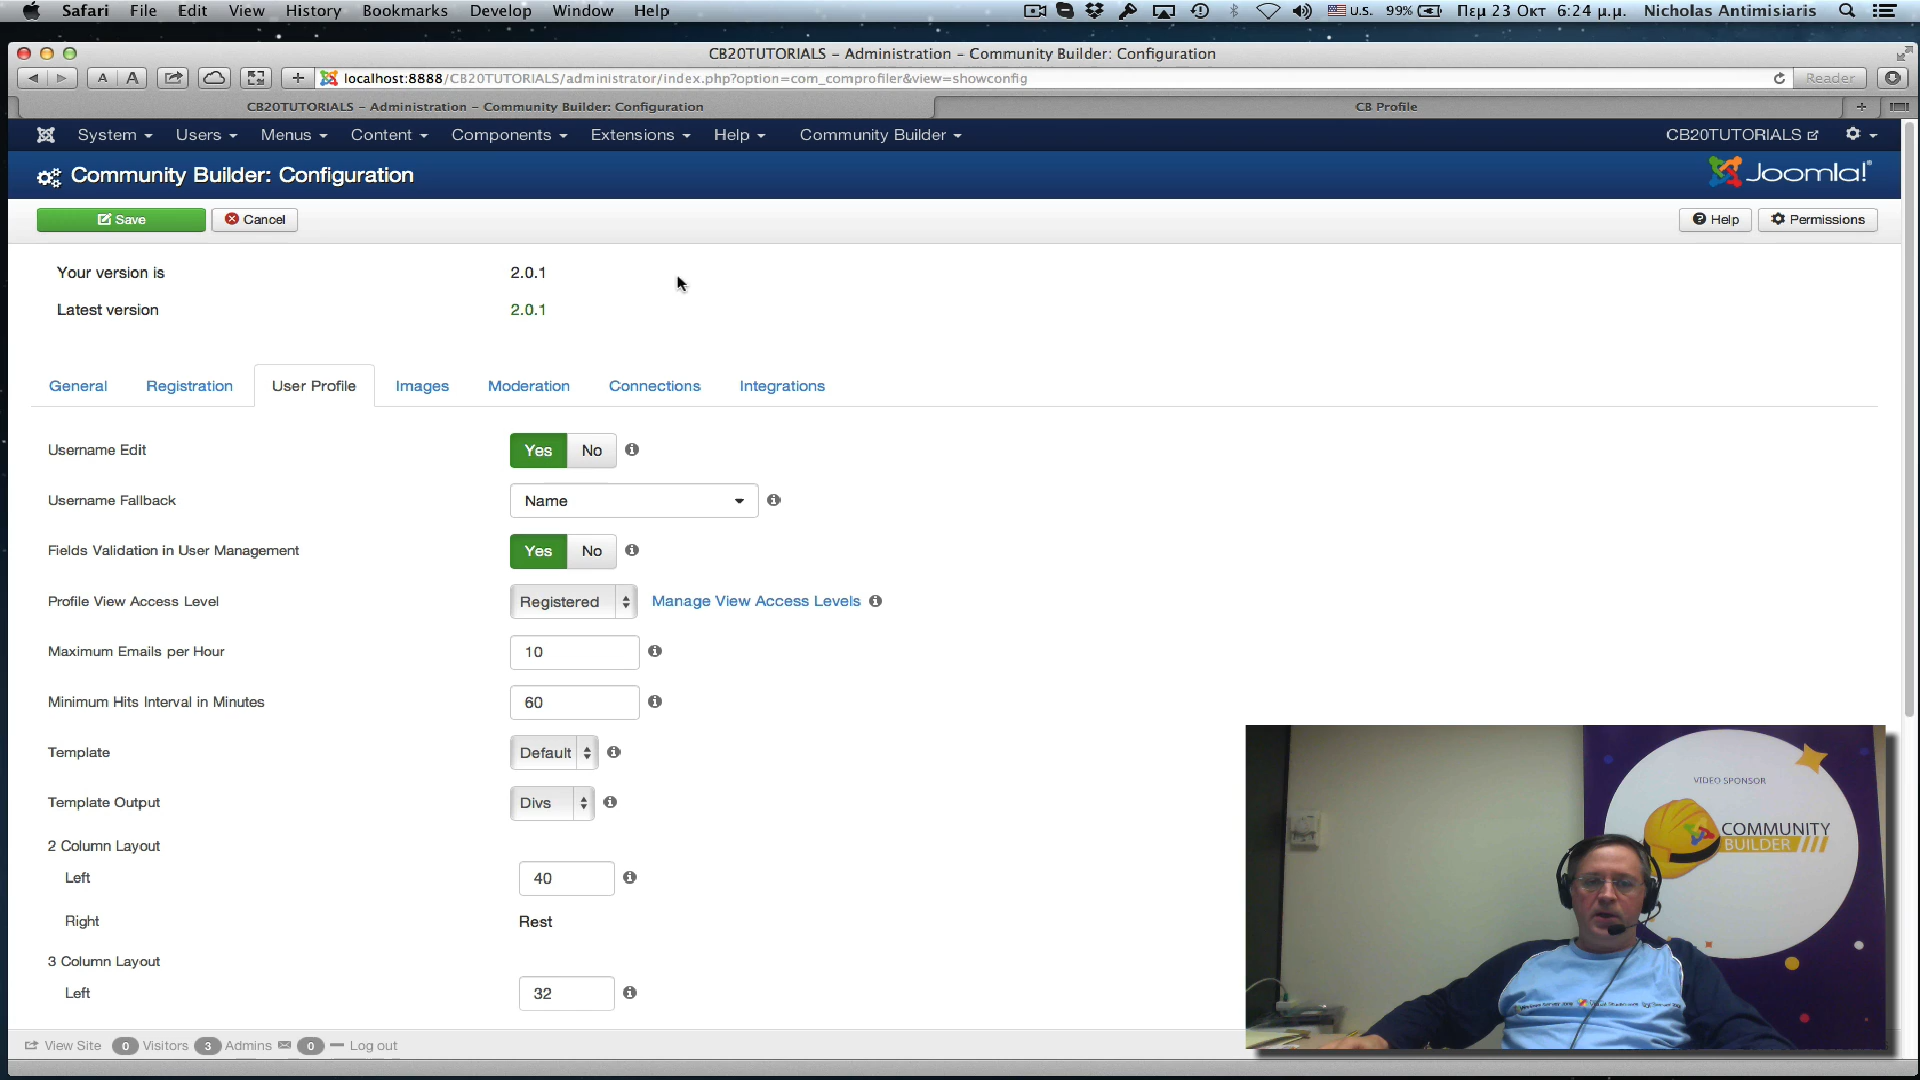 Safari File Edit View History Bookmarks Develop Window Help U.S. 99% Πεμ 23 Οκτ 6:24 μ.μ. Nicholas Antimisiaris
CB20TUTORIALS – Administration – Community Builder: Configuration
A A + localhost:8888/CB20TUTORIALS/administrator/index.php?option=com_comprofiler&view=showconfig Reader
CB20TUTORIALS – Administration – Community Builder: Configuration CB Profile +
System Users Menus Content Components Extensions Help Community Builder CB20TUTORIALS
Community Builder: Configuration Joomla!®
Save Cancel Help Permissions
Your version is 2.0.1
Latest version 2.0.1
General Registration User Profile Images Moderation Connections Integrations
Username Edit Yes No
Username Fallback Name
Fields Validation in User Management Yes No
Profile View Access Level Registered Manage View Access Levels
Maximum Emails per Hour 10
Minimum Hits Interval in Minutes 60
Template Default
Template Output Divs
2 Column Layout
Left 40
Right Rest
3 Column Layout
Left 32
View Site 0 Visitors 3 Admins 0 Log out
VIDEO SPONSOR
COMMUNITY
BUILDER